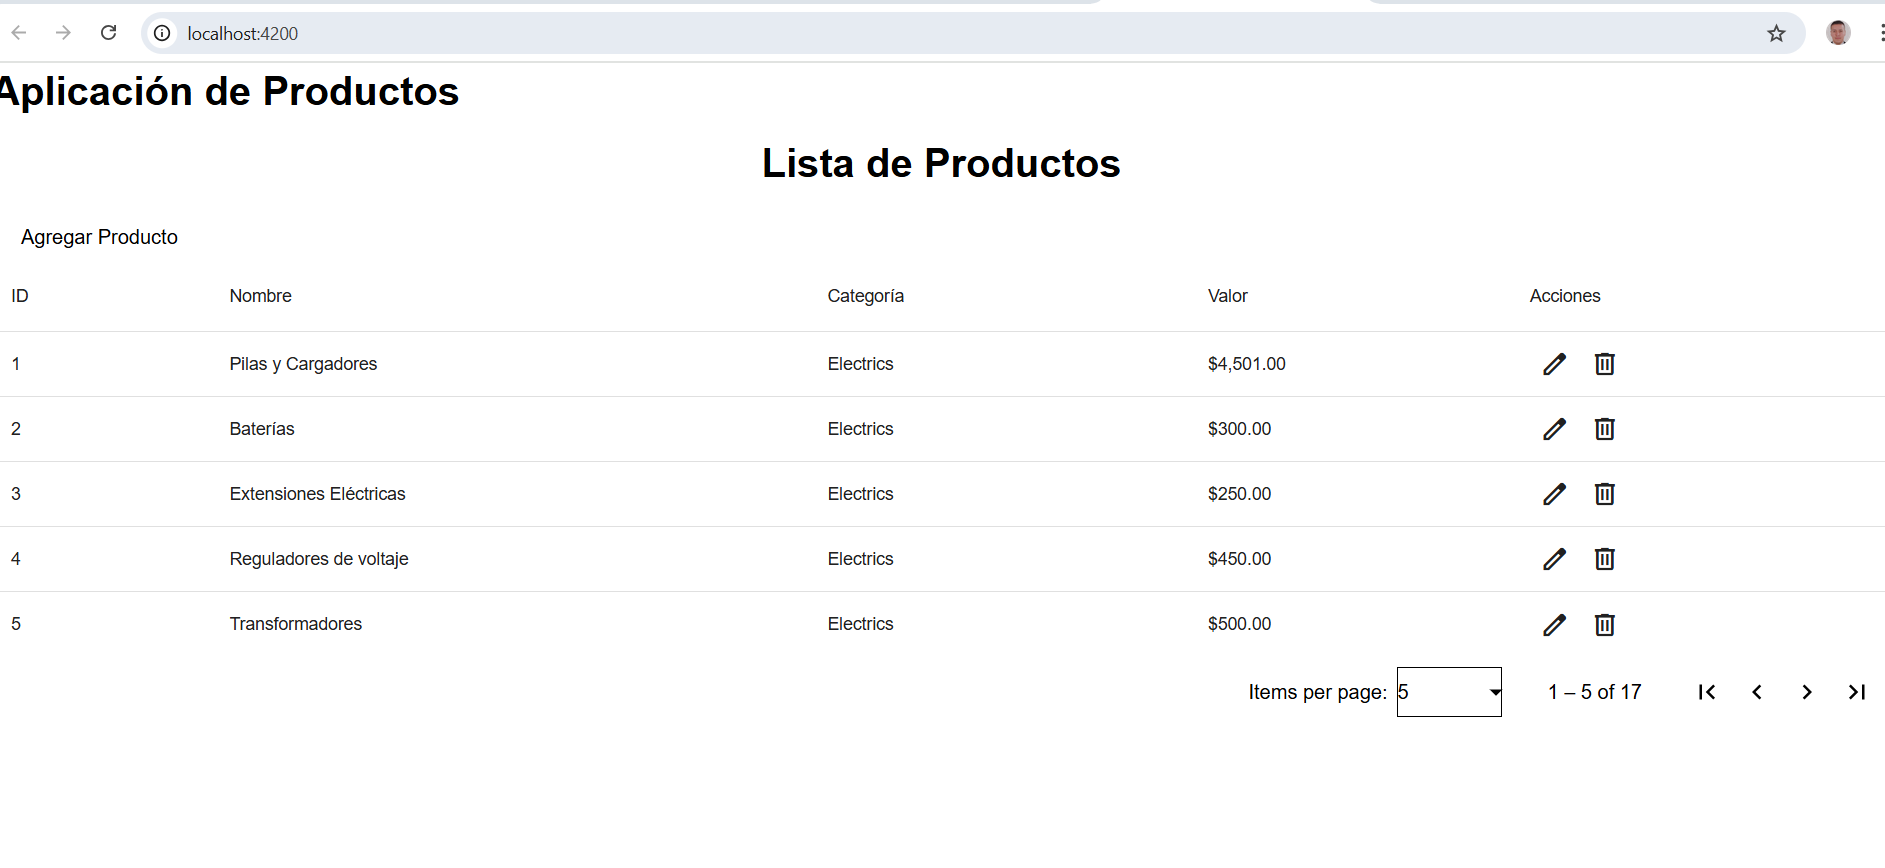 localhost:4200
Aplicación de Productos
Lista de Productos
Agregar Producto
ID Nombre Categoría Valor Acciones
1 Pilas y Cargadores Electrics $4,501.00
2 Baterías Electrics $300.00
3 Extensiones Eléctricas Electrics $250.00
4 Reguladores de voltaje Electrics $450.00
5 Transformadores Electrics $500.00
Items per page: 5 1 – 5 of 17